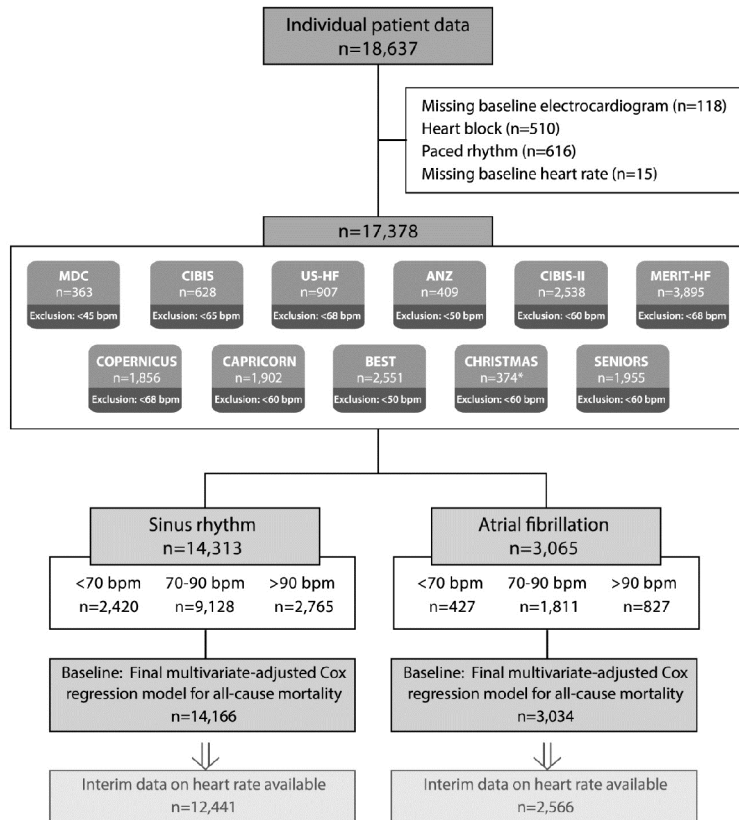 Individual patient data
n=18,637
Missing baseline electrocardiogram (n=118)
Heart block (n=510)
Paced rhythm (n=616)
Missing baseline heart rate (n=15)
n=17,378
MDC
n=363
Exclusion: <45 bpm
CIBIS
n=628
Exclusion: <65 bpm
US-HF
n=907
Exclusion: <68 bpm
ANZ
n=409
Exclusion: <50 bpm
CIBIS-II
n=2,538
Exclusion: <60 bpm
MERIT-HF
n=3,895
Exclusion: <68 bpm
COPERNICUS
n=1,856
Exclusion: <68 bpm
CAPRICORN
n=1,902
Exclusion: <60 bpm
BEST
n=2,551
Exclusion: <50 bpm
CHRISTMAS
n=374*
Exclusion: <60 bpm
SENIORS
n=1,955
Exclusion: <60 bpm
Sinus rhythm
n=14,313
<70 bpm 70-90 bpm >90 bpm
n=2,420 n=9,128 n=2,765
Baseline: Final multivariate-adjusted Cox
regression model for all-cause mortality
n=14,166
Interim data on heart rate available
n=12,441
Atrial fibrillation
n=3,065
<70 bpm 70-90 bpm >90 bpm
n=427 n=1,811 n=827
Baseline: Final multivariate-adjusted Cox
regression model for all-cause mortality
n=3,034
Interim data on heart rate available
n=2,566